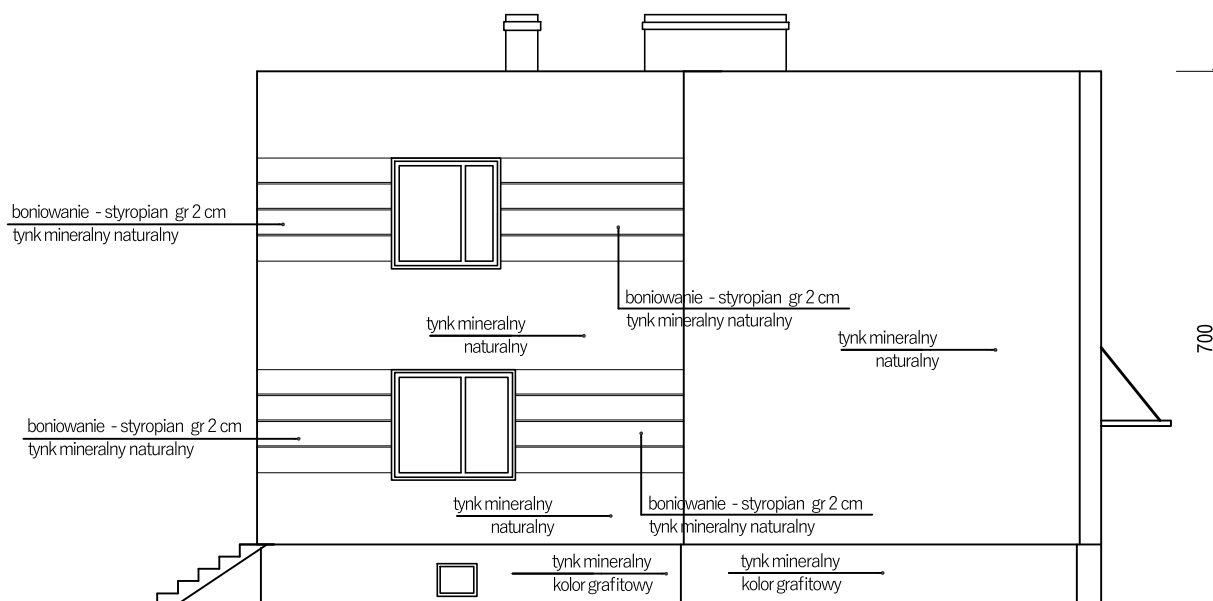 boniowanie - styropian gr 2 cm
tynk mineralny naturalny
boniowanie - styropian gr 2 cm
tynk mineralny naturalny
tynk mineralny
naturalny
tynk mineralny
naturalny
700
boniowanie - styropian gr 2 cm
tynk mineralny naturalny
boniowanie - styropian gr 2 cm
tynk mineralny naturalny
tynk mineralny
naturalny
tynk mineralny
kolor grafitowy
tynk mineralny
kolor grafitowy